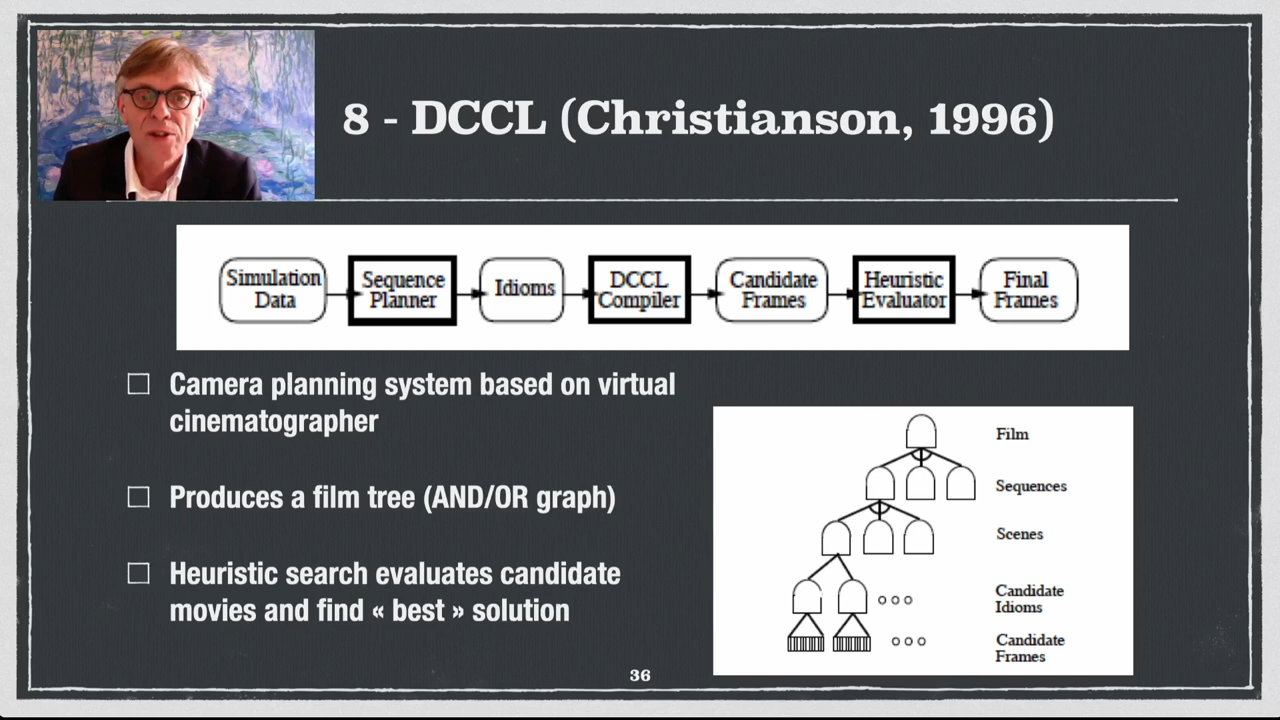 8 - DCCL (Christianson, 1996)
Simulation Data
Sequence Planner
Idioms
DCCL Compiler
Candidate Frames
Heuristic Evaluator
Final Frames
Camera planning system based on virtual
cinematographer
Produces a film tree (AND/OR graph)
Heuristic search evaluates candidate
movies and find « best » solution
Film
Sequences
Scenes
Candidate
Idioms
Candidate
Frames
36